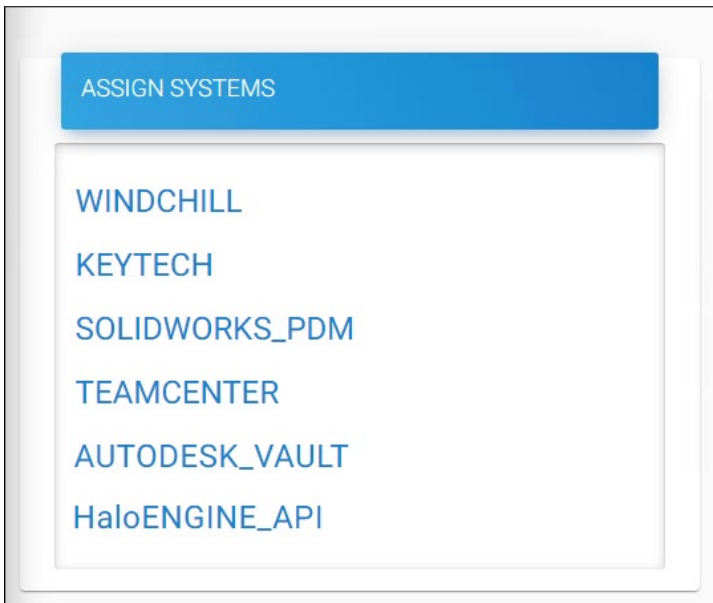 ASSIGN SYSTEMS
WINDCHILL
KEYTECH
SOLIDWORKS_PDM
TEAMCENTER
AUTODESK_VAULT
HaloENGINE_API